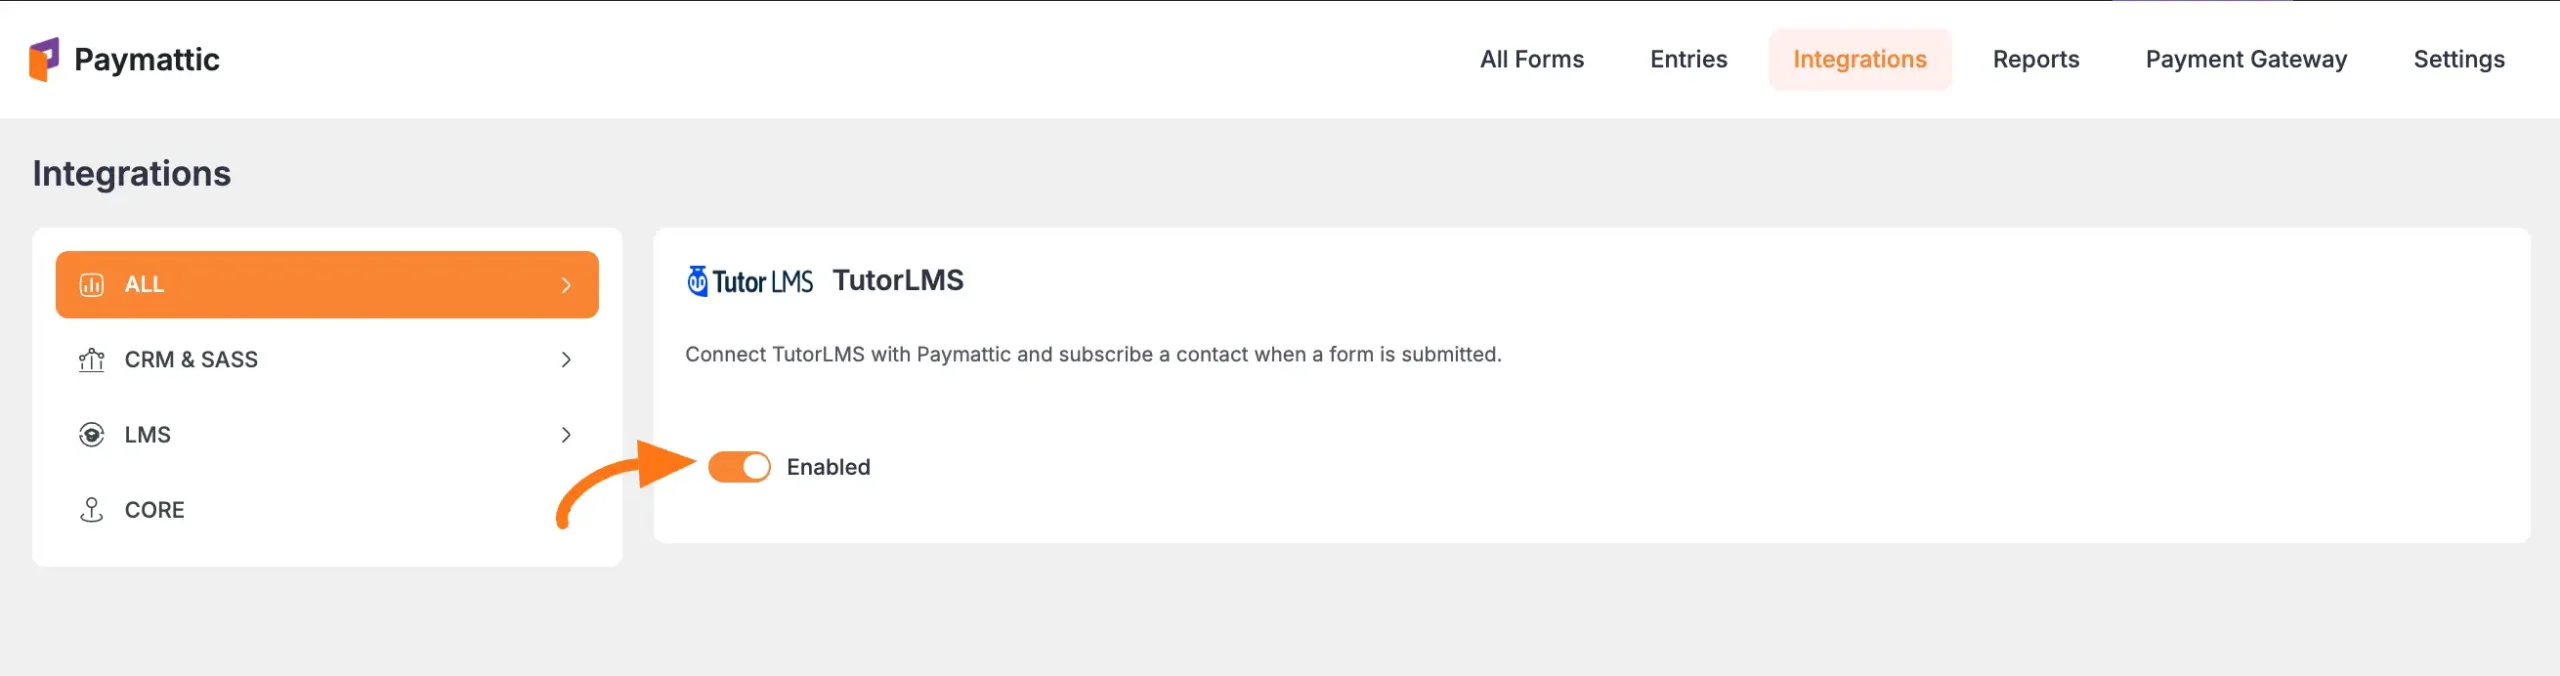 Paymattic
All Forms Entries Integrations Reports Payment Gateway Settings
Integrations
ALL
CRM & SASS
LMS
CORE
Tutor LMS TutorLMS
Connect TutorLMS with Paymattic and subscribe a contact when a form is submitted.
Enabled